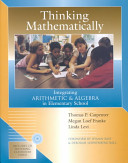 Thinking
Mathematically
Integrating
ARITHMETIC & ALGEBRA
in Elementary School
Thomas P. Carpenter
Megan Loef Franke
Linda Levi